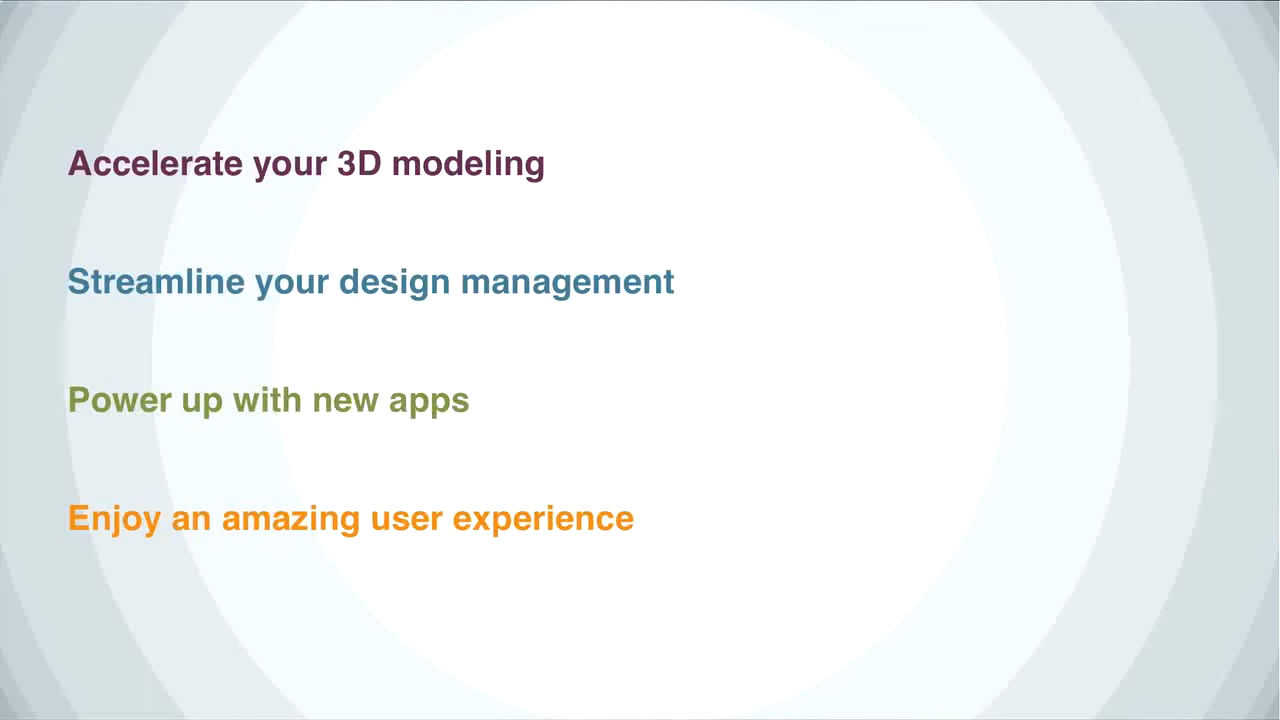 Accelerate your 3D modeling
Streamline your design management
Power up with new apps
Enjoy an amazing user experience